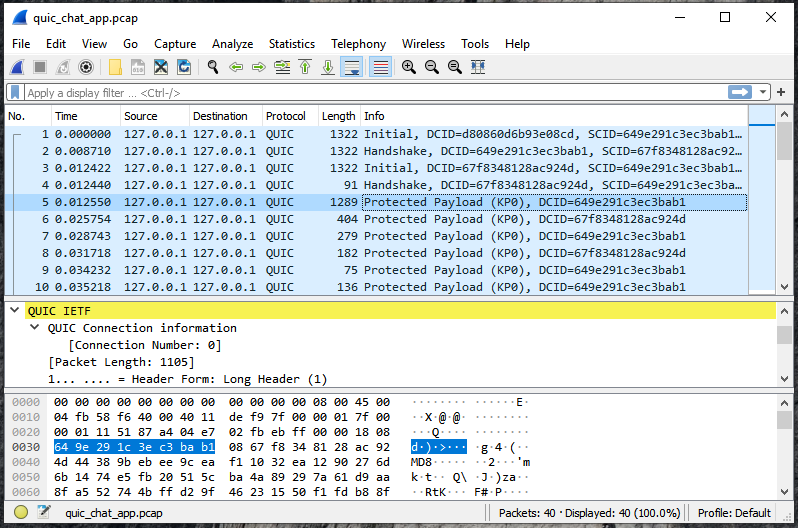 quic_chat_app.pcap
File Edit View Go Capture Analyze Statistics Telephony Wireless Tools Help
Apply a display filter ... <Ctrl-/>
No. Time Source Destination Protocol Length Info
1 0.000000 127.0.0.1 127.0.0.1 QUIC 1322 Initial, DCID=d80860d6b93e08cd, SCID=649e291c3ec3bab1…
2 0.008710 127.0.0.1 127.0.0.1 QUIC 1322 Handshake, DCID=649e291c3ec3bab1, SCID=67f8348128ac92…
3 0.012422 127.0.0.1 127.0.0.1 QUIC 1322 Initial, DCID=67f8348128ac924d, SCID=649e291c3ec3bab1…
4 0.012440 127.0.0.1 127.0.0.1 QUIC 91 Handshake, DCID=67f8348128ac924d, SCID=649e291c3ec3ba…
5 0.012550 127.0.0.1 127.0.0.1 QUIC 1289 Protected Payload (KP0), DCID=649e291c3ec3bab1
6 0.025754 127.0.0.1 127.0.0.1 QUIC 404 Protected Payload (KP0), DCID=67f8348128ac924d
7 0.028743 127.0.0.1 127.0.0.1 QUIC 279 Protected Payload (KP0), DCID=649e291c3ec3bab1
8 0.031718 127.0.0.1 127.0.0.1 QUIC 182 Protected Payload (KP0), DCID=67f8348128ac924d
9 0.034232 127.0.0.1 127.0.0.1 QUIC 75 Protected Payload (KP0), DCID=649e291c3ec3bab1
10 0.035218 127.0.0.1 127.0.0.1 QUIC 136 Protected Payload (KP0), DCID=649e291c3ec3bab1
QUIC IETF
QUIC Connection information
[Connection Number: 0]
[Packet Length: 1105]
1... .... = Header Form: Long Header (1)
0000 00 00 00 00 00 00 00 00 00 00 00 00 08 00 45 00 ········ ······E·
0010 04 fb 58 f6 40 00 40 11 de f9 7f 00 00 01 7f 00 ··X·@·@· ········
0020 00 01 11 51 87 a4 04 e7 02 fb eb ff 00 00 18 08 ···Q···· ········
0030 64 9e 29 1c 3e c3 ba b1 08 67 f8 34 81 28 ac 92 d·)·>··· ·g·4·(··
0040 4d 44 38 9b eb ee 9c ea f1 10 32 ea 12 90 27 6d MD8····· ··2···'m
0050 6b 14 74 e5 fb 20 51 5c ba 4a 89 29 7a 61 d9 aa k·t·· Q\ ·J·)za··
0060 8f a5 52 74 4b ff d2 9f 46 23 15 50 f1 fd b8 8f ··RtK··· F#·P····
quic_chat_app.pcap Packets: 40 · Displayed: 40 (100.0%) Profile: Default